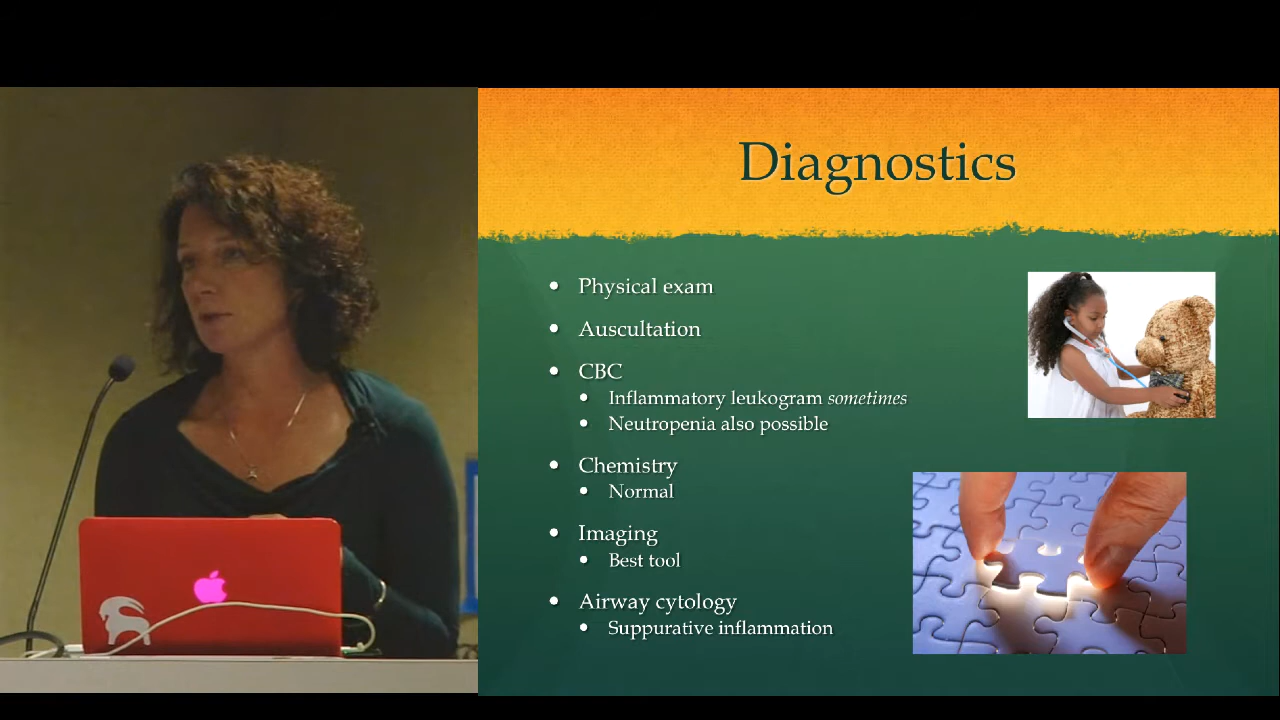 Diagnostics
• Physical exam
• Auscultation
• CBC
• Inflammatory leukogram sometimes
• Neutropenia also possible
• Chemistry
• Normal
• Imaging
• Best tool
• Airway cytology
• Suppurative inflammation